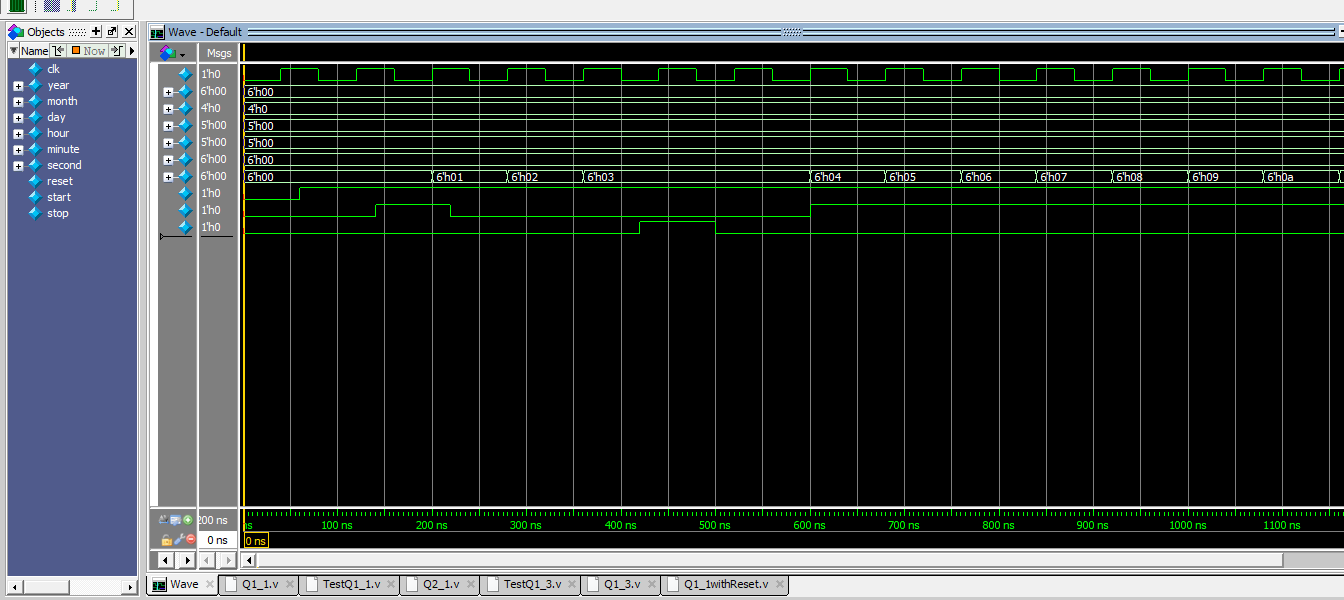 Objects
Wave - Default
Name
Now
Msgs
clk
year
month
day
hour
minute
second
reset
start
stop
1'h0
6'h00 6'h00
4'h0 4'h0
5'h00 5'h00
5'h00 5'h00
6'h00 6'h00
6'h00 6'h00 6'h01 6'h02 6'h03 6'h04 6'h05 6'h06 6'h07 6'h08 6'h09 6'h0a
1'h0
1'h0
1'h0
200 ns ns 100 ns 200 ns 300 ns 400 ns 500 ns 600 ns 700 ns 800 ns 900 ns 1000 ns 1100 ns
0 ns 0 ns
Wave Q1_1.v TestQ1_1.v Q2_1.v TestQ1_3.v Q1_3.v Q1_1withReset.v